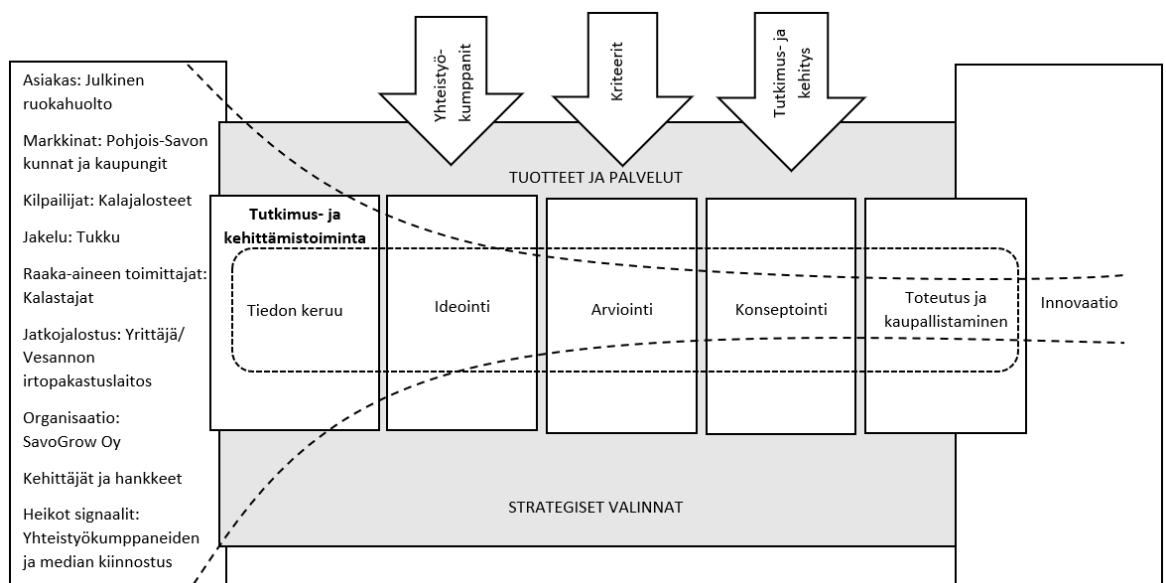 Asiakas: Julkinen
ruokahuolto
Markkinat: Pohjois-Savon
kunnat ja kaupungit
Kilpailijat: Kalajalosteet
Jakelu: Tukku
Raaka-aineen toimittajat:
Kalastajat
Jatkojalostus: Yrittäjä/
Vesannon
irtopakastuslaitos
Organisaatio:
SavoGrow Oy
Kehittäjät ja hankkeet
Heikot signaalit:
Yhteistyökumppaneiden
ja median kiinnostus
Yhteistyö-
kumppanit
Kriteerit
Tutkimus- ja
kehitys
TUOTTEET JA PALVELUT
Tutkimus- ja
kehittämistoiminta
Tiedon keruu
Ideointi
Arviointi
Konseptointi
Toteutus ja
kaupallistaminen
Innovaatio
STRATEGISET VALINNAT